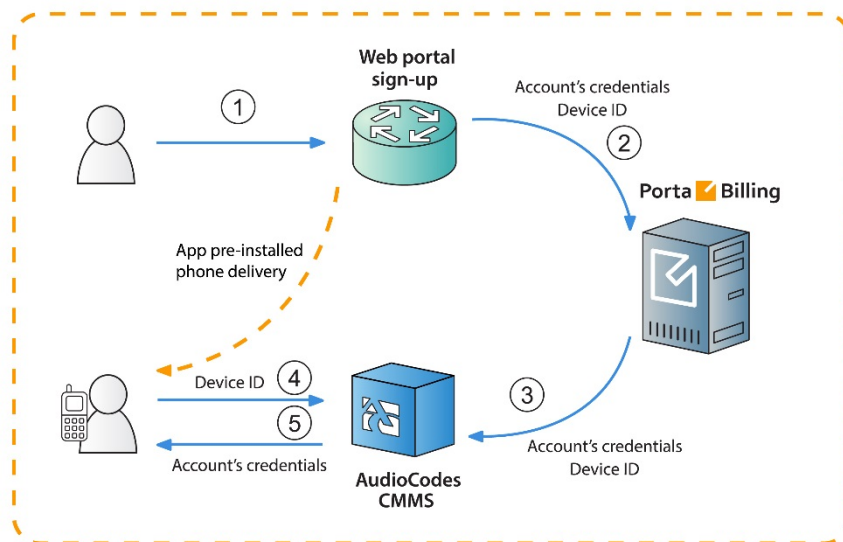 Web portal
sign-up
1
Account's credentials
Device ID
2
Porta Billing
App pre-installed
phone delivery
Device ID
4
3
5
Account's credentials
Account's credentials
Device ID
AudioCodes
CMMS